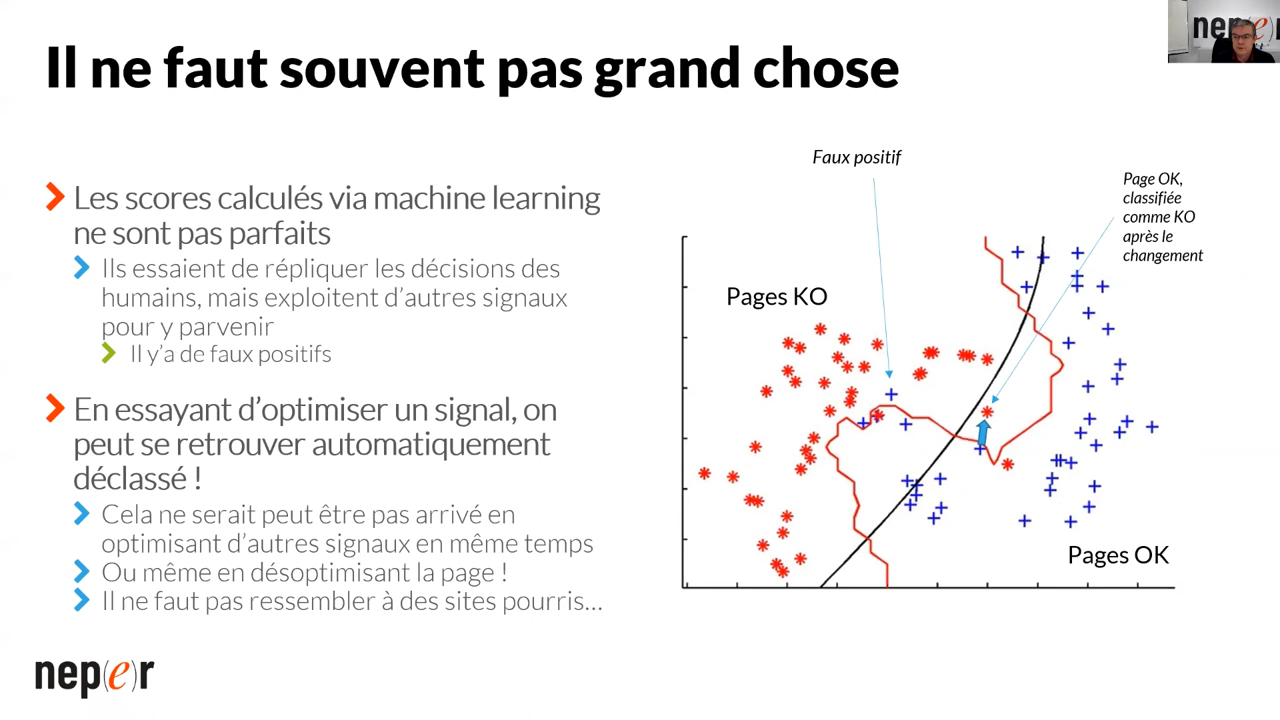 Il ne faut souvent pas grand chose
Les scores calculés via machine learning
ne sont pas parfaits
Ils essaient de répliquer les décisions des
humains, mais exploitent d'autres signaux
pour y parvenir
Il y'a de faux positifs
En essayant d'optimiser un signal, on
peut se retrouver automatiquement
déclassé !
Cela ne serait peut être pas arrivé en
optimisant d'autres signaux en même temps
Ou même en désoptimisant la page !
Il ne faut pas ressembler à des sites pourris...
Faux positif
Page OK,
classifiée
comme KO
après le
changement
Pages KO
Pages OK
nep(e)r
nep(e)r